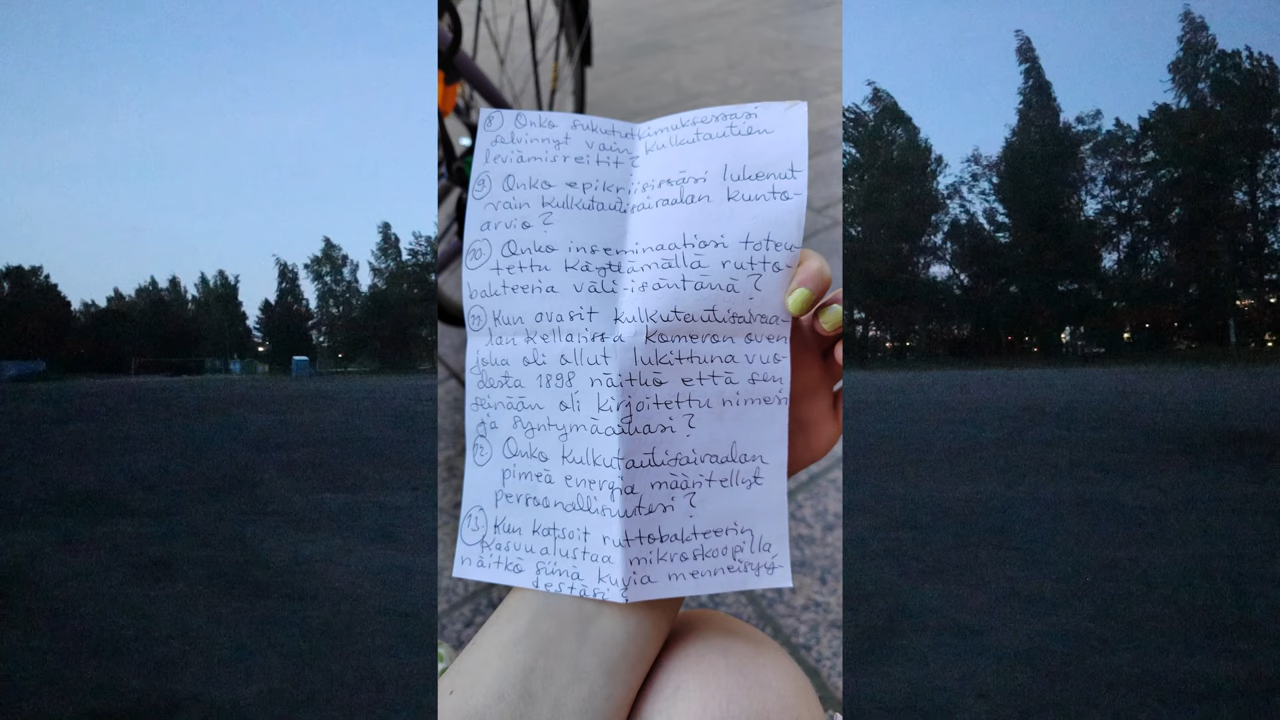 8. Onko sukututkimuksessasi
selvinnyt vain kulkutautien
leviämisreitit?
9. Onko epikriisissäsi lukenut
vain kulkutautisairaalan kunto-
arvio?
10. Onko inseminaatiosi toteu-
tettu käyttämällä rutto-
bakteeria väli-isäntänä?
11. Kun avasit kulkutautisairaa-
lan kellarissa komeron oven
joka oli ollut lukittuna vuo-
desta 1898 näitkö että sen
seinään oli kirjoitettu nimesi
ja syntymäaikasi?
12. Onko kulkutautisairaalan
pimeä energia määritellyt
persoonallisuutesi?
13. Kun katsoit ruttobakteerin
kasvualustaa mikroskoopilla
näitkö siinä kuvia menneisyy-
destäsi?